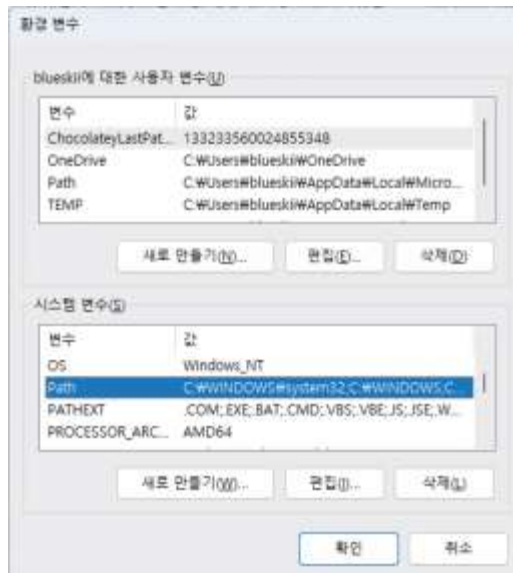 환경 변수
blueskii에 대한 사용자 변수(U)
변수 값
ChocolateyLastPat... 133233560024855348
OneDrive C:₩Users₩blueskii₩OneDrive
Path C:₩Users₩blueskii₩AppData₩Local₩Micro...
TEMP C:₩Users₩blueskii₩AppData₩Local₩Temp
새로 만들기(N)... 편집(E)... 삭제(D)
시스템 변수(S)
변수 값
OS Windows_NT
Path C:₩WINDOWS₩system32;C:₩WINDOWS;C...
PATHEXT .COM;.EXE;.BAT;.CMD;.VBS;.VBE;.JS;.JSE;.W...
PROCESSOR_ARC... AMD64
새로 만들기(W)... 편집(I)... 삭제(L)
확인 취소